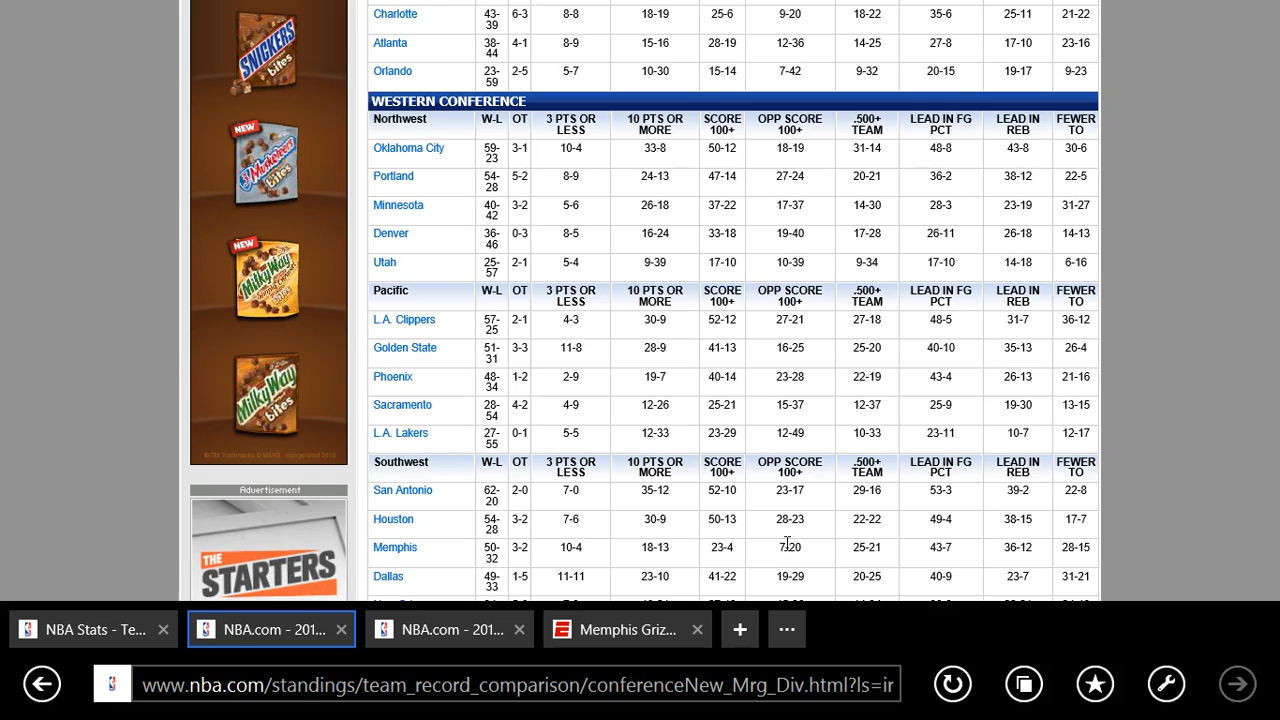 Charlotte 43-39 6-3 8-8 18-19 25-6 9-20 18-22 35-6 25-11 21-22
Atlanta 38-44 4-1 8-9 15-16 28-19 12-36 14-25 27-8 17-10 23-16
Orlando 23-59 2-5 5-7 10-30 15-14 7-42 9-32 20-15 19-17 9-23
WESTERN CONFERENCE
Northwest W-L OT 3 PTS OR LESS 10 PTS OR MORE SCORE 100+ OPP SCORE 100+ .500+ TEAM LEAD IN FG PCT LEAD IN REB FEWER TO
Oklahoma City 59-23 3-1 10-4 33-8 50-12 18-19 31-14 48-8 43-8 30-6
Portland 54-28 5-2 8-9 24-13 47-14 27-24 20-21 36-2 38-12 22-5
Minnesota 40-42 3-2 5-6 26-18 37-22 17-37 14-30 28-3 23-19 31-27
Denver 36-46 0-3 8-5 16-24 33-18 19-40 17-28 26-11 26-18 14-13
Utah 25-57 2-1 5-4 9-39 17-10 10-39 9-34 17-10 14-18 6-16
Pacific W-L OT 3 PTS OR LESS 10 PTS OR MORE SCORE 100+ OPP SCORE 100+ .500+ TEAM LEAD IN FG PCT LEAD IN REB FEWER TO
L.A. Clippers 57-25 2-1 4-3 30-9 52-12 27-21 27-18 48-5 31-7 36-12
Golden State 51-31 3-3 11-8 28-9 41-13 16-25 25-20 40-10 35-13 26-4
Phoenix 48-34 1-2 2-9 19-7 40-14 23-28 22-19 43-4 26-13 21-16
Sacramento 28-54 4-2 4-9 12-26 25-21 15-37 12-37 25-9 19-30 13-15
L.A. Lakers 27-55 0-1 5-5 12-33 23-29 12-49 10-33 23-11 10-7 12-17
Southwest W-L OT 3 PTS OR LESS 10 PTS OR MORE SCORE 100+ OPP SCORE 100+ .500+ TEAM LEAD IN FG PCT LEAD IN REB FEWER TO
San Antonio 62-20 2-0 7-0 35-12 52-10 23-17 29-16 53-3 39-2 22-8
Houston 54-28 3-2 7-6 30-9 50-13 28-23 22-22 49-4 38-15 17-7
Memphis 50-32 3-2 10-4 18-13 23-4 7-20 25-21 43-7 36-12 28-15
Dallas 49-33 1-5 11-11 23-10 41-22 19-29 20-25 40-9 23-7 31-21
SNICKERS bites
NEW
3 Musketeers bites
NEW
MilkyWay
bites
MilkyWay bites
Advertisement
THE STARTERS
NBA Stats - Te... NBA.com - 201... NBA.com - 201... Memphis Griz...
www.nba.com/standings/team_record_comparison/conferenceNew_Mrg_Div.html?ls=ir